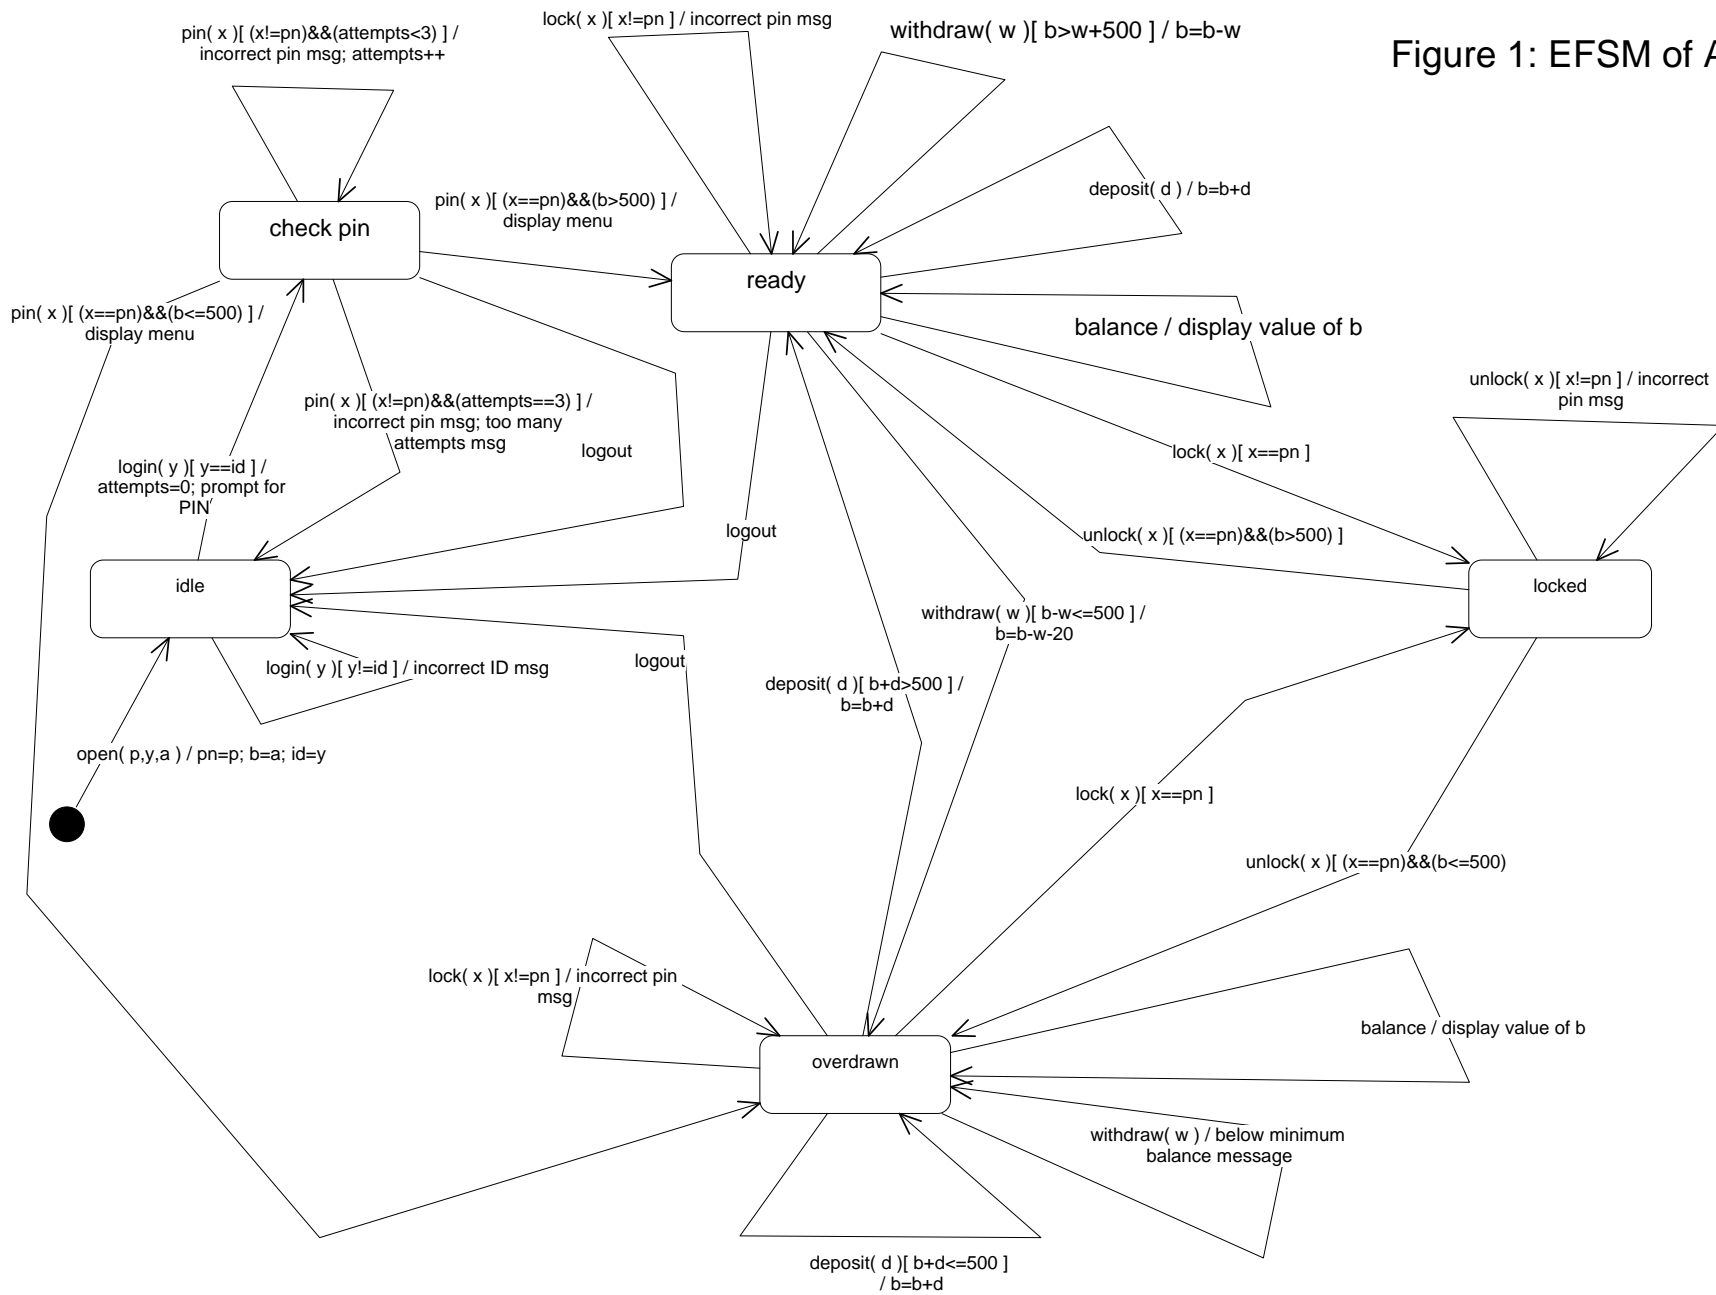 lock( x )[ x!=pn ] / incorrect pin msg
withdraw( w )[ b>w+500 ] / b=b-w
pin( x )[ (x!=pn)&&(attempts<3) ] /
incorrect pin msg; attempts++
Figure 1: EFSM of A
deposit( d ) / b=b+d
pin( x )[ (x==pn)&&(b>500) ] /
display menu
check pin
ready
pin( x )[ (x==pn)&&(b<=500) ] /
display menu
balance / display value of b
unlock( x )[ x!=pn ] / incorrect
pin msg
pin( x )[ (x!=pn)&&(attempts==3) ] /
incorrect pin msg; too many
attempts msg
logout
lock( x )[ x==pn ]
login( y )[ y==id ] /
attempts=0; prompt for
PIN
logout
unlock( x )[ (x==pn)&&(b>500) ]
idle
locked
withdraw( w )[ b-w<=500 ] /
b=b-w-20
login( y )[ y!=id ] / incorrect ID msg
logout
deposit( d )[ b+d>500 ] /
b=b+d
open( p,y,a ) / pn=p; b=a; id=y
lock( x )[ x==pn ]
unlock( x )[ (x==pn)&&(b<=500)
lock( x )[ x!=pn ] / incorrect pin
msg
balance / display value of b
overdrawn
withdraw( w ) / below minimum
balance message
deposit( d )[ b+d<=500 ]
/ b=b+d